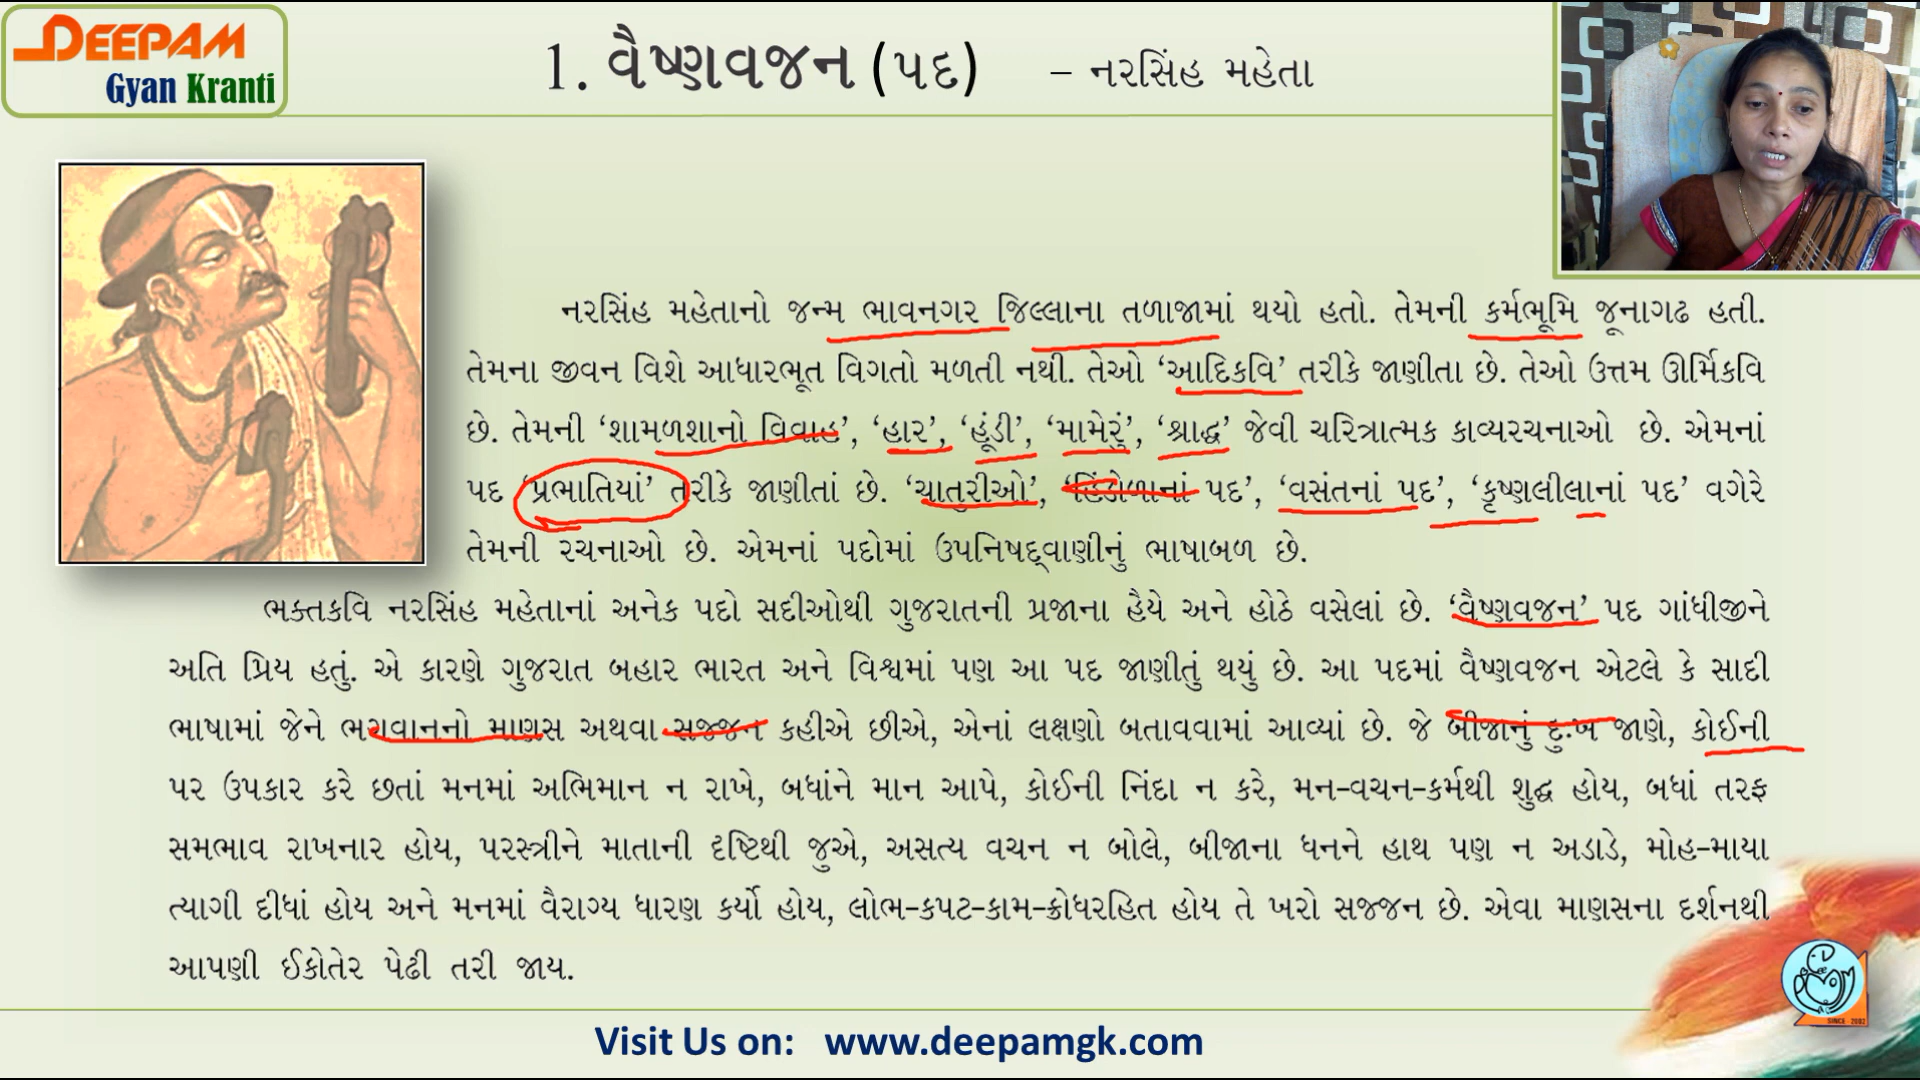 DEEPAM
Gyan Kranti
1. વૈષ્ણવજન (પદ) – નરસિંહ મહેતા
નરસિંહ મહેતાનો જન્મ ભાવનગર જિલ્લાના તળાજામાં થયો હતો. તેમની કર્મભૂમિ જૂનાગઢ હતી.
તેમના જીવન વિશે આધારભૂત વિગતો મળતી નથી. તેઓ ‘આદિકવિ’ તરીકે જાણીતા છે. તેઓ ઉત્તમ ઊર્મિકવિ
છે. તેમની ‘શામળશાનો વિવાહ’, ‘હાર’, ‘હૂંડી’, ‘મામેરું’, ‘શ્રાદ્ધ’ જેવી ચરિત્રાત્મક કાવ્યરચનાઓ છે. એમનાં
પદ ‘પ્રભાતિયાં’ તરીકે જાણીતાં છે. ‘ચાતુરીઓ’, ‘હિંડોળાનાં પદ’, ‘વસંતનાં પદ’, ‘કૃષ્ણલીલાનાં પદ’ વગેરે
તેમની રચનાઓ છે. એમનાં પદોમાં ઉપનિષદ્‌વાણીનું ભાષાબળ છે.
ભક્તકવિ નરસિંહ મહેતાનાં અનેક પદો સદીઓથી ગુજરાતની પ્રજાના હૈયે અને હોઠે વસેલાં છે. ‘વૈષ્ણવજન’ પદ ગાંધીજીને
અતિ પ્રિય હતું. એ કારણે ગુજરાત બહાર ભારત અને વિશ્વમાં પણ આ પદ જાણીતું થયું છે. આ પદમાં વૈષ્ણવજન એટલે કે સાદી
ભાષામાં જેને ભગવાનનો માણસ અથવા સજ્જન કહીએ છીએ, એનાં લક્ષણો બતાવવામાં આવ્યાં છે. જે બીજાનું દુઃખ જાણે, કોઈની
પર ઉપકાર કરે છતાં મનમાં અભિમાન ન રાખે, બધાંને માન આપે, કોઈની નિંદા ન કરે, મન-વચન-કર્મથી શુદ્ધ હોય, બધાં તરફ
સમભાવ રાખનાર હોય, પરસ્ત્રીને માતાની દૃષ્ટિથી જુએ, અસત્ય વચન ન બોલે, બીજાના ધનને હાથ પણ ન અડાડે, મોહ-માયા
ત્યાગી દીધાં હોય અને મનમાં વૈરાગ્ય ધારણ કર્યો હોય, લોભ-કપટ-કામ-ક્રોધરહિત હોય તે ખરો સજ્જન છે. એવા માણસના દર્શનથી
આપણી ઈકોતેર પેઢી તરી જાય.
SINCE 2002
Visit Us on: www.deepamgk.com